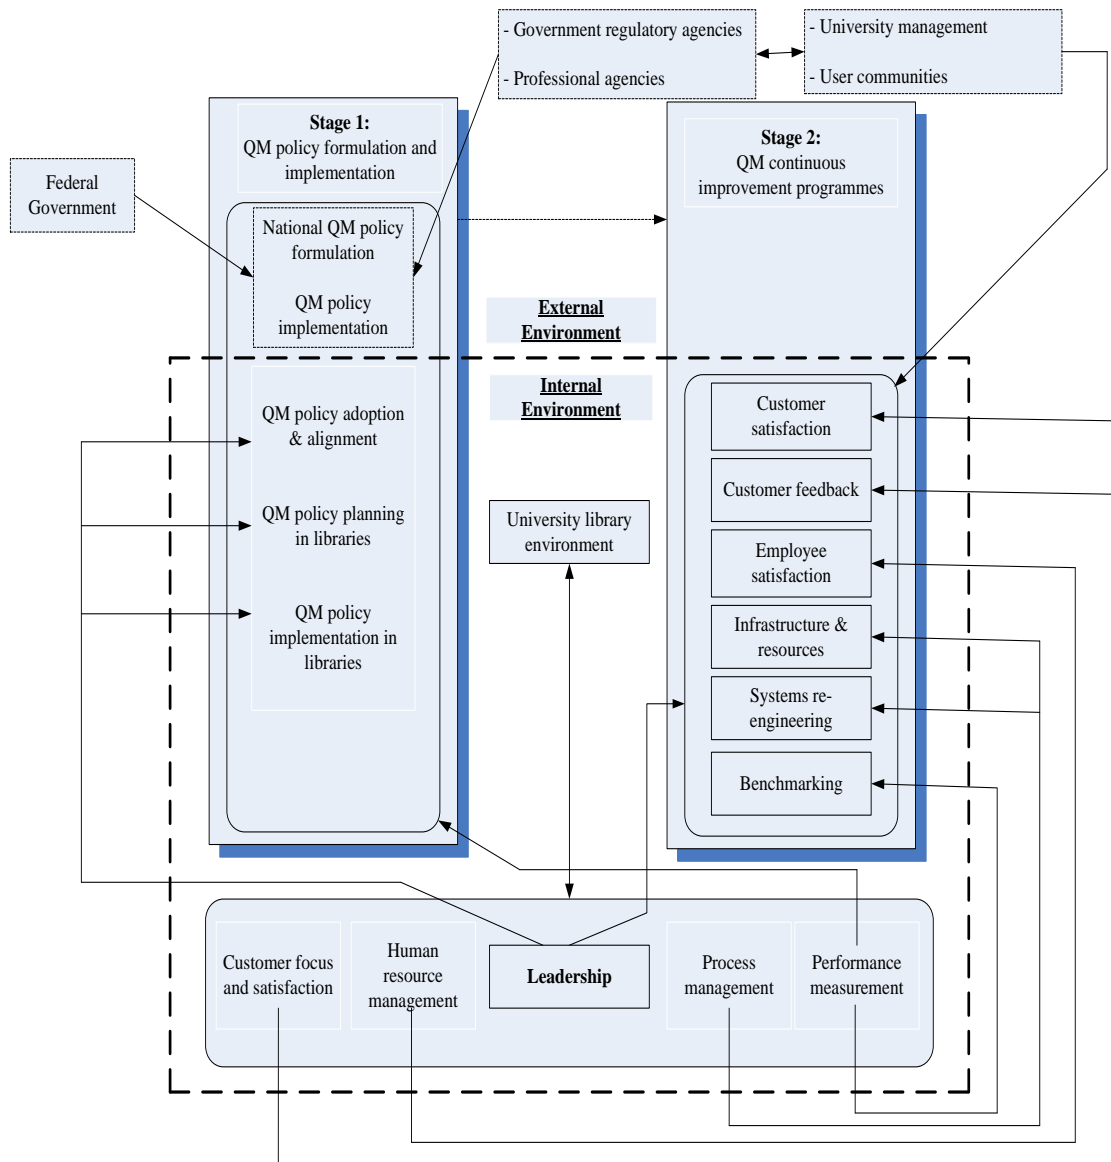 - Government regulatory agencies
- Professional agencies
- University management
- User communities
Stage 1:
QM policy formulation and
implementation
Stage 2:
QM continuous
improvement programmes
Federal
Government
National QM policy
formulation
QM policy
implementation
External
Environment
Internal
Environment
QM policy adoption
& alignment
QM policy planning
in libraries
QM policy
implementation in
libraries
University library
environment
Customer
satisfaction
Customer feedback
Employee
satisfaction
Infrastructure &
resources
Systems re-
engineering
Benchmarking
Customer focus
and satisfaction
Human
resource
management
Leadership
Process
management
Performance
measurement